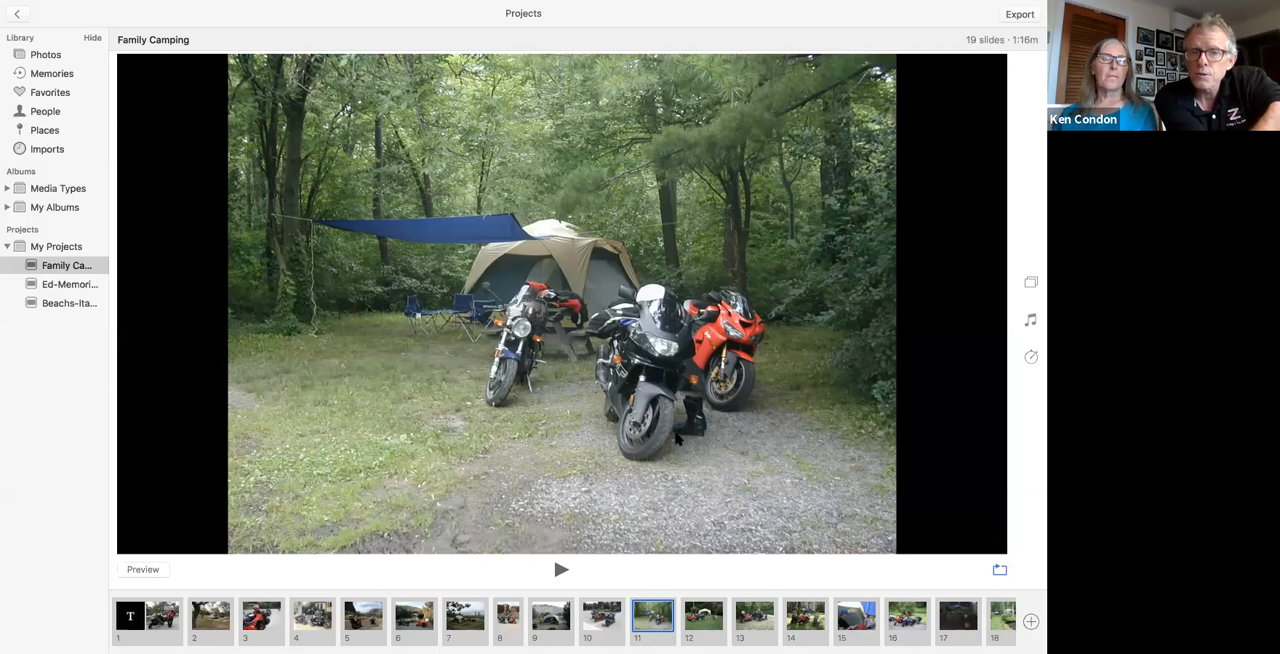 Projects
Export
Library
Hide
Photos
Memories
Favorites
People
Places
Imports
Albums
Media Types
My Albums
Projects
My Projects
Family Ca...
Ed-Memori...
Beachs-Ita...
Family Camping
19 slides · 1:16m
Preview
T
1
2
3
4
5
6
7
8
9
10
11
12
13
14
15
16
17
18
Ken Condon
Z